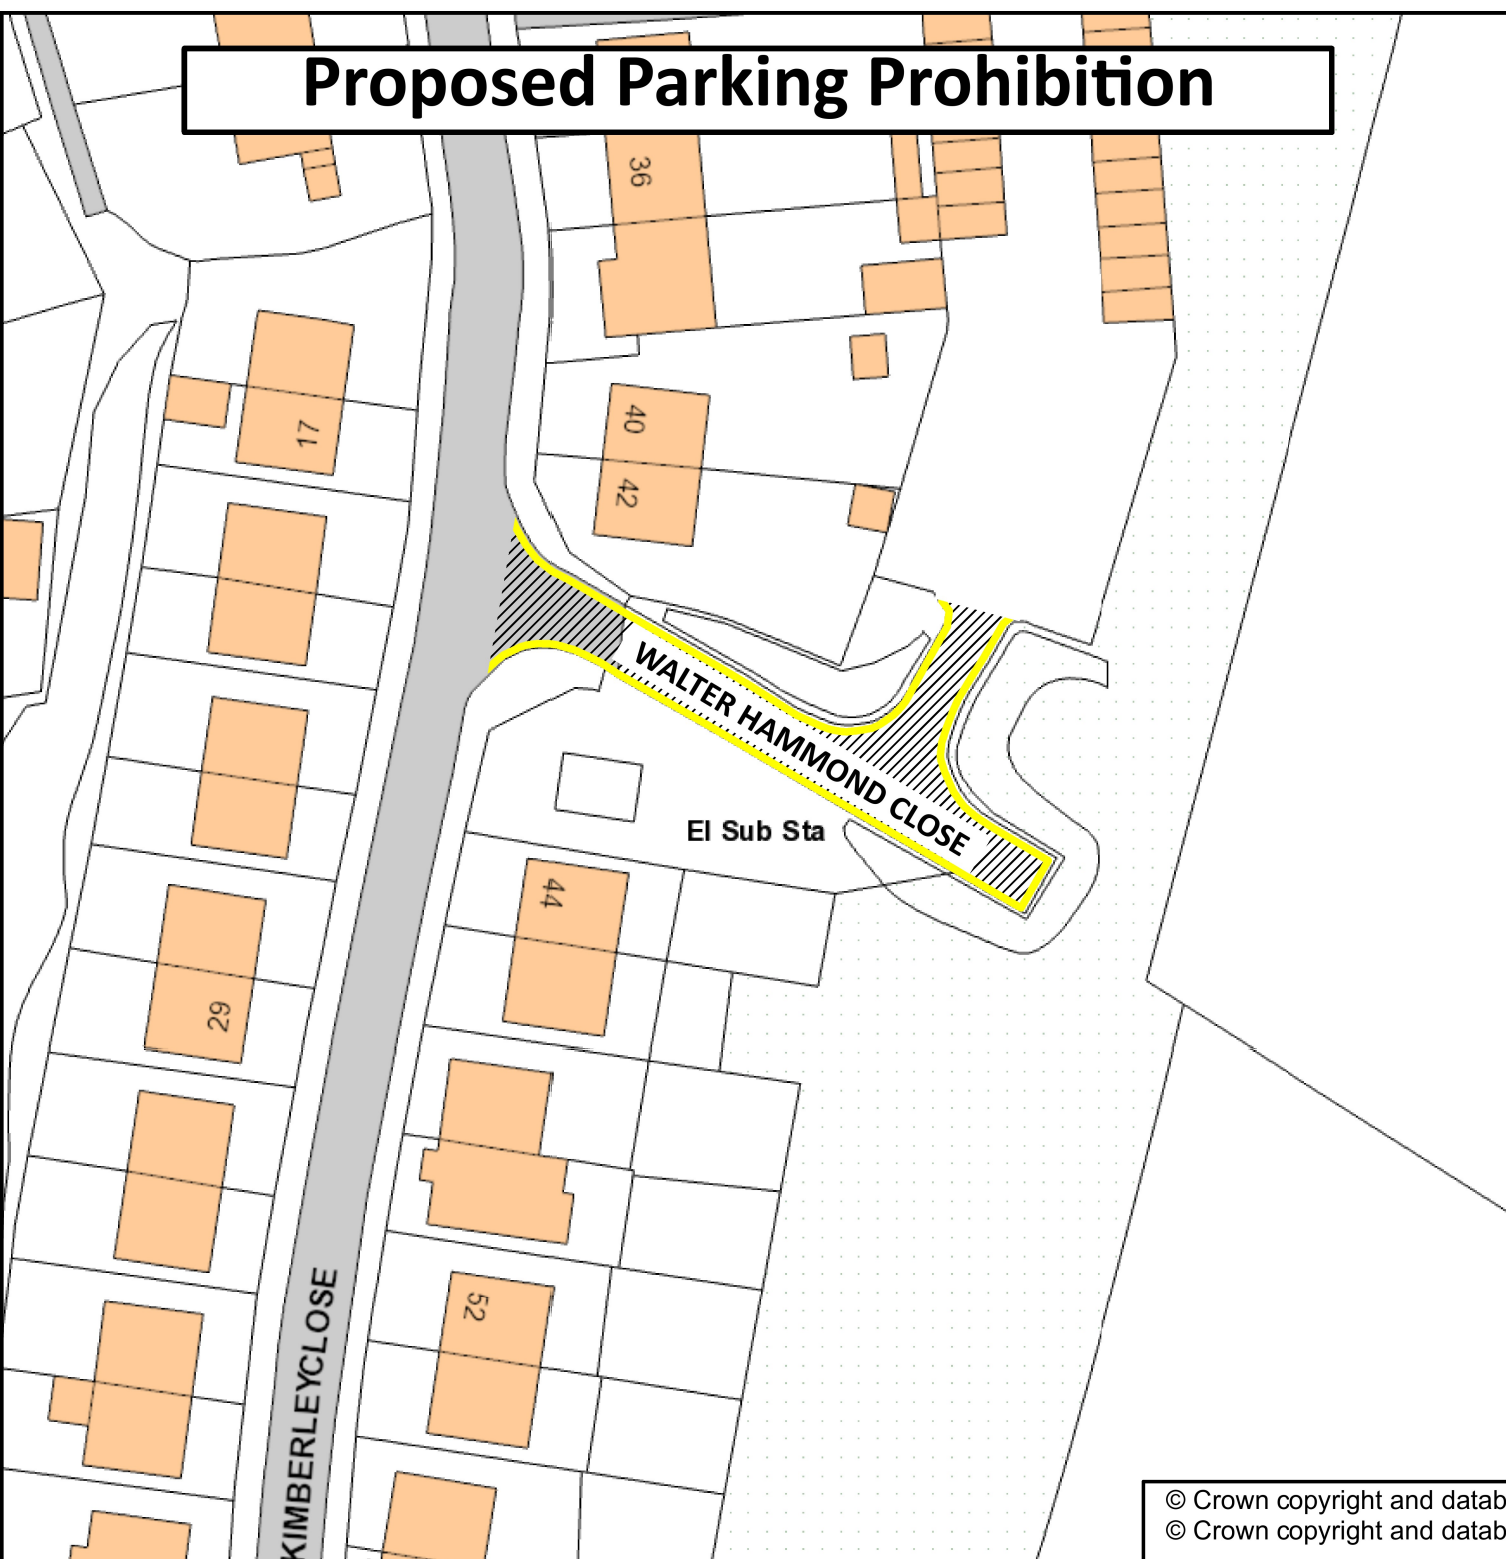 Proposed Parking Prohibition
36
40
17
42
WALTER HAMMOND CLOSE
El Sub Sta
44
29
52
KIMBERLEYCLOSE
© Crown copyright and datab
© Crown copyright and datab